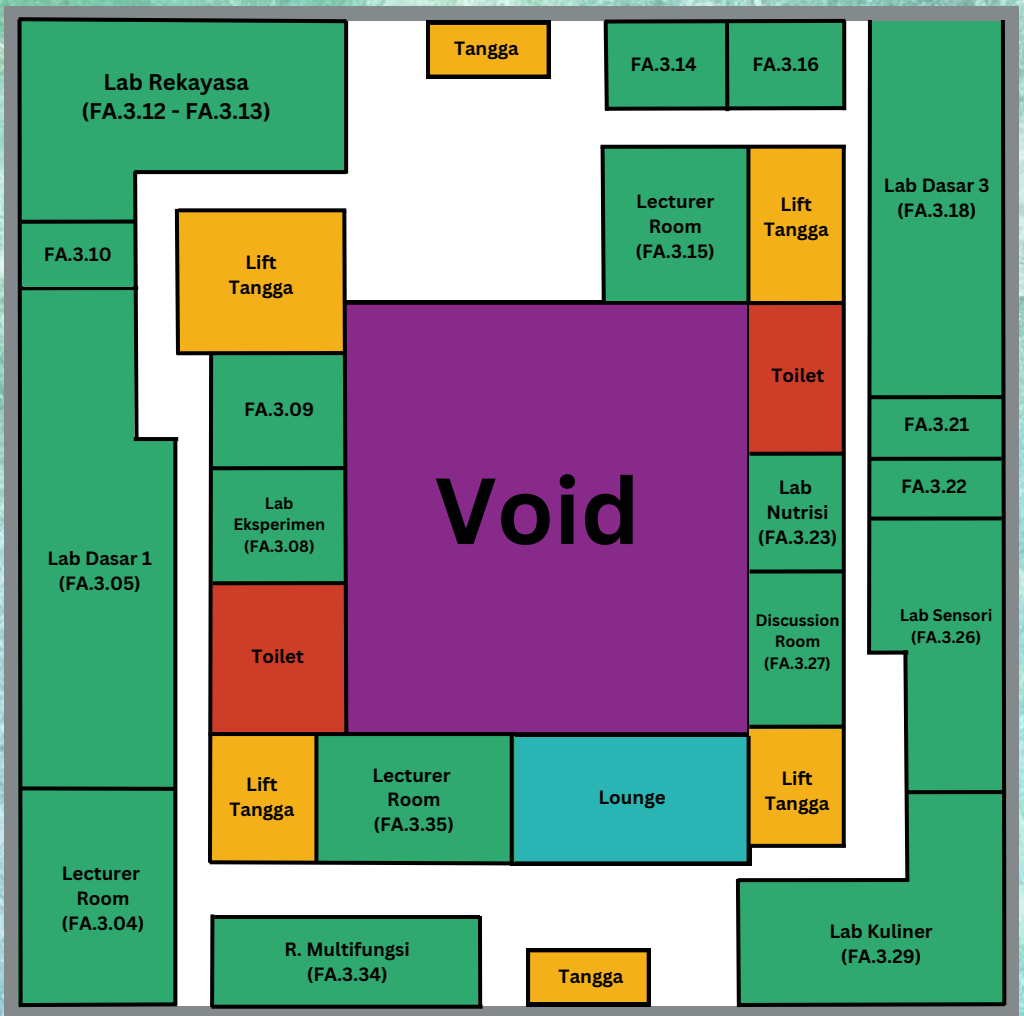 Lab Rekayasa
(FA.3.12 - FA.3.13)
Tangga
FA.3.14
FA.3.16
Lab Dasar 3
(FA.3.18)
Lecturer
Room
(FA.3.15)
Lift
Tangga
FA.3.10
Lift
Tangga
Toilet
FA.3.09
FA.3.21
FA.3.22
Lab
Eksperimen
(FA.3.08)
Void
Lab
Nutrisi
(FA.3.23)
Lab Dasar 1
(FA.3.05)
Discussion
Room
(FA.3.27)
Lab Sensori
(FA.3.26)
Toilet
Lift
Tangga
Lecturer
Room
(FA.3.35)
Lounge
Lift
Tangga
Lecturer
Room
(FA.3.04)
R. Multifungsi
(FA.3.34)
Tangga
Lab Kuliner
(FA.3.29)